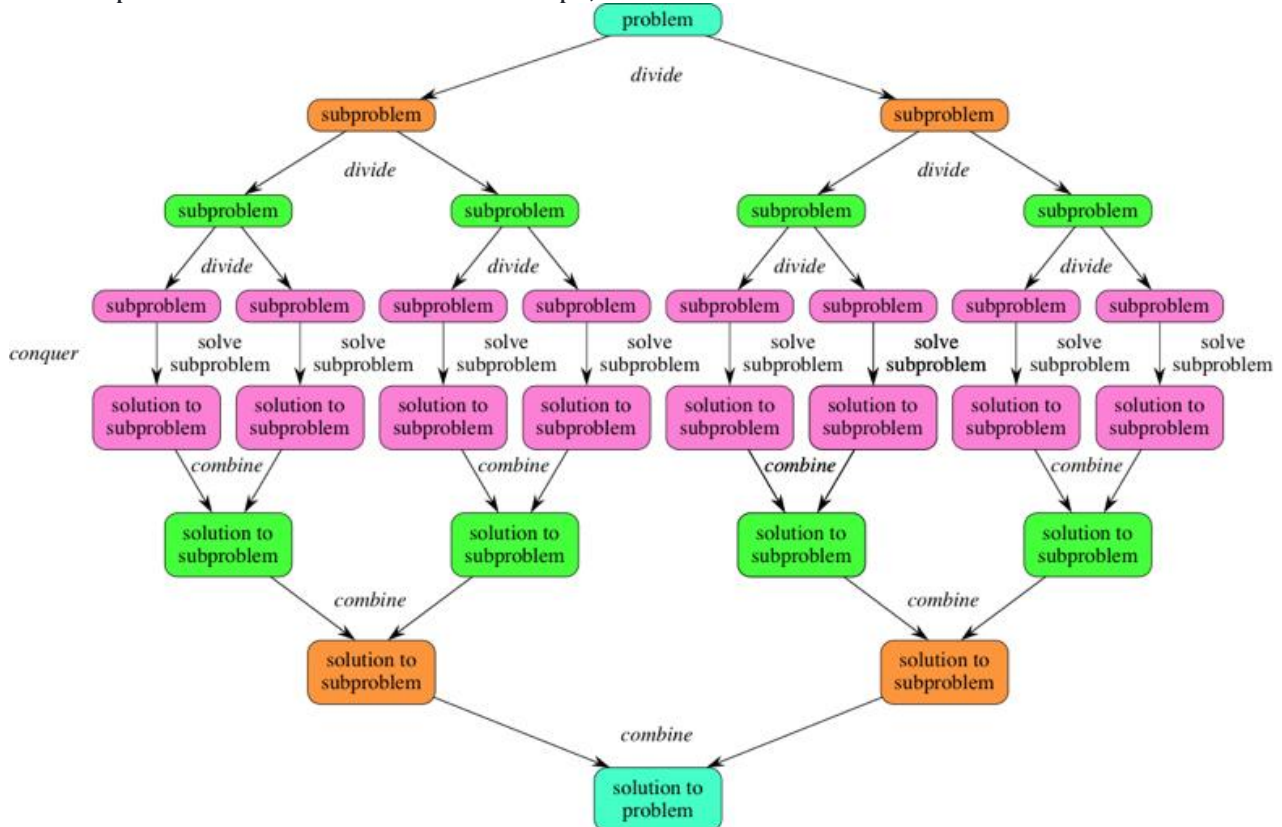 problem
divide
subproblem subproblem
divide divide
subproblem subproblem subproblem subproblem
divide divide divide divide
subproblem subproblem subproblem subproblem subproblem subproblem subproblem subproblem
conquer
solve solve solve solve solve solve solve solve
subproblem subproblem subproblem subproblem subproblem subproblem subproblem subproblem
solution to solution to solution to solution to solution to solution to solution to solution to
subproblem subproblem subproblem subproblem subproblem subproblem subproblem subproblem
combine combine combine combine
solution to solution to solution to solution to
subproblem subproblem subproblem subproblem
combine combine
solution to solution to
subproblem subproblem
combine
solution to
problem